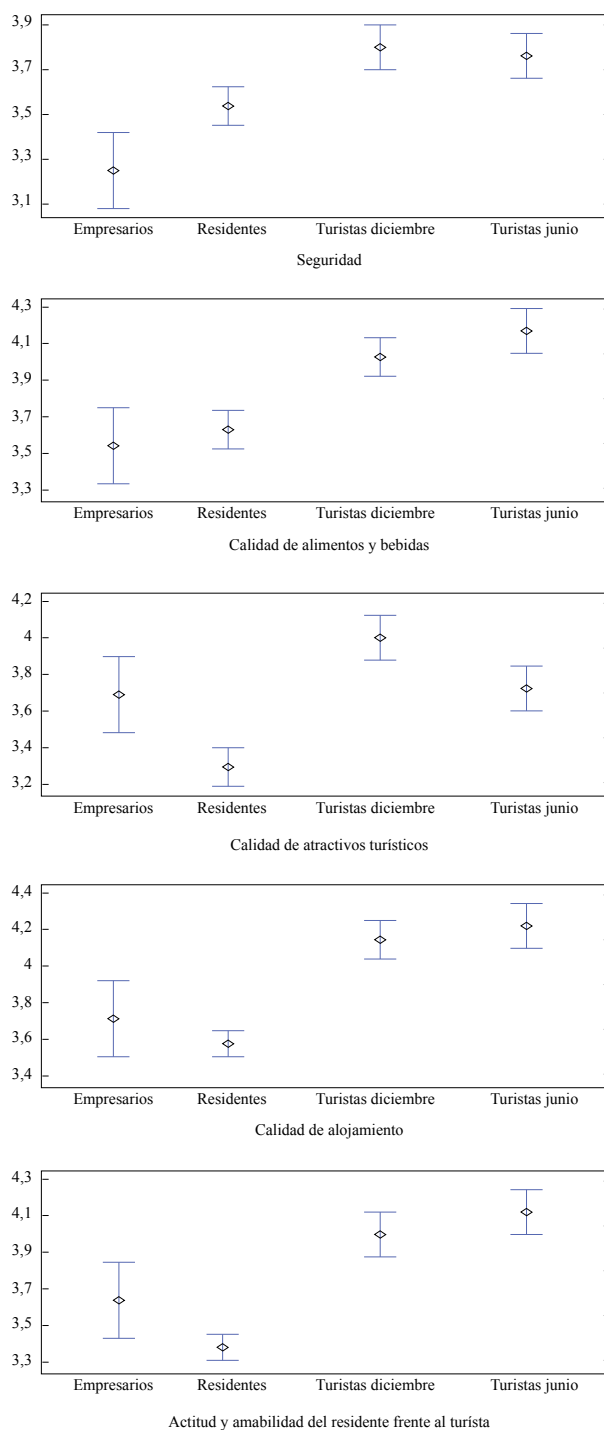 3,9
3,7
3,5
3,3
3,1
Empresarios Residentes Turistas diciembre Turistas junio
Seguridad
4,3
4,1
3,9
3,7
3,5
3,3
Empresarios Residentes Turistas diciembre Turistas junio
Calidad de alimentos y bebidas
4,2
4
3,8
3,6
3,4
3,2
Empresarios Residentes Turistas diciembre Turistas junio
Calidad de atractivos turísticos
4,4
4,2
4
3,8
3,6
3,4
Empresarios Residentes Turistas diciembre Turistas junio
Calidad de alojamiento
4,3
4,1
3,9
3,7
3,5
3,3
Empresarios Residentes Turistas diciembre Turistas junio
Actitud y amabilidad del residente frente al turísta